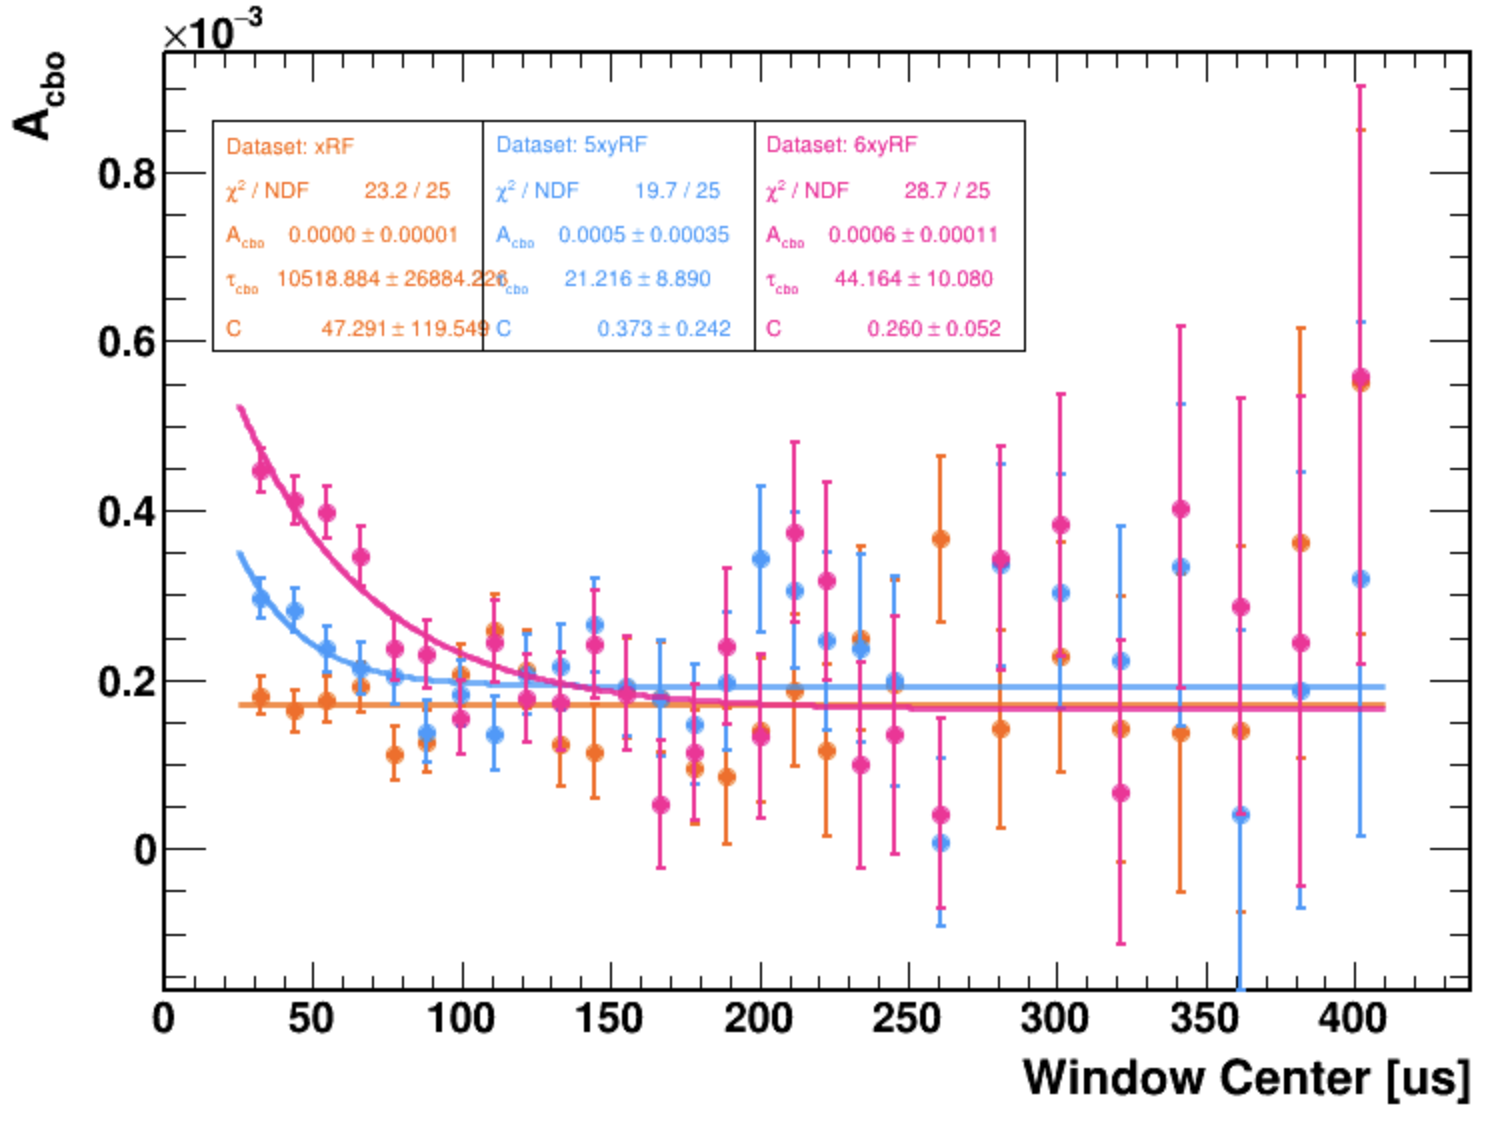 ×10⁻³
A_cbo
0.8
0.6
0.4
0.2
0
Dataset: xRF
χ² / NDF 23.2 / 25
A_cbo 0.0000 ± 0.00001
τ_cbo 10518.884 ± 26884.226
C 47.291 ± 119.549
Dataset: 5xyRF
χ² / NDF 19.7 / 25
A_cbo 0.0005 ± 0.00035
τ_cbo 21.216 ± 8.890
C 0.373 ± 0.242
Dataset: 6xyRF
χ² / NDF 28.7 / 25
A_cbo 0.0006 ± 0.00011
τ_cbo 44.164 ± 10.080
C 0.260 ± 0.052
0 50 100 150 200 250 300 350 400
Window Center [us]